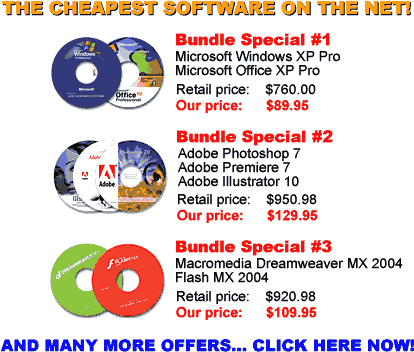 THE CHEAPEST SOFTWARE ON THE NET!
Bundle Special #1
Microsoft Windows XP Pro
Microsoft Office XP Pro
Retail price: $760.00
Our price: $89.95
Bundle Special #2
Adobe Photoshop 7
Adobe Premiere 7
Adobe Illustrator 10
Retail price: $950.98
Our price: $129.95
Bundle Special #3
Macromedia Dreamweaver MX 2004
Flash MX 2004
Retail price: $920.98
Our price: $109.95
AND MANY MORE OFFERS... CLICK HERE NOW!